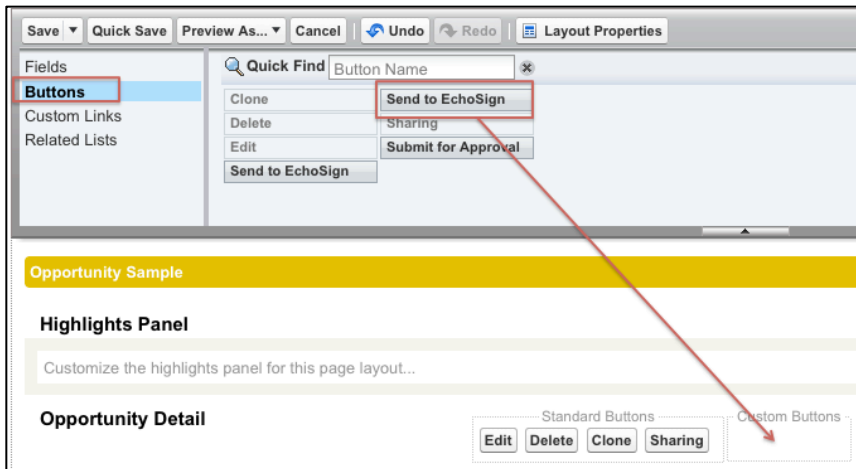 Save Quick Save Preview As... Cancel Undo Redo Layout Properties
Fields
Buttons
Custom Links
Related Lists
Quick Find Button Name
Clone Send to EchoSign
Delete Sharing
Edit Submit for Approval
Send to EchoSign
Opportunity Sample
Highlights Panel
Customize the highlights panel for this page layout...
Opportunity Detail
Standard Buttons Custom Buttons
Edit Delete Clone Sharing